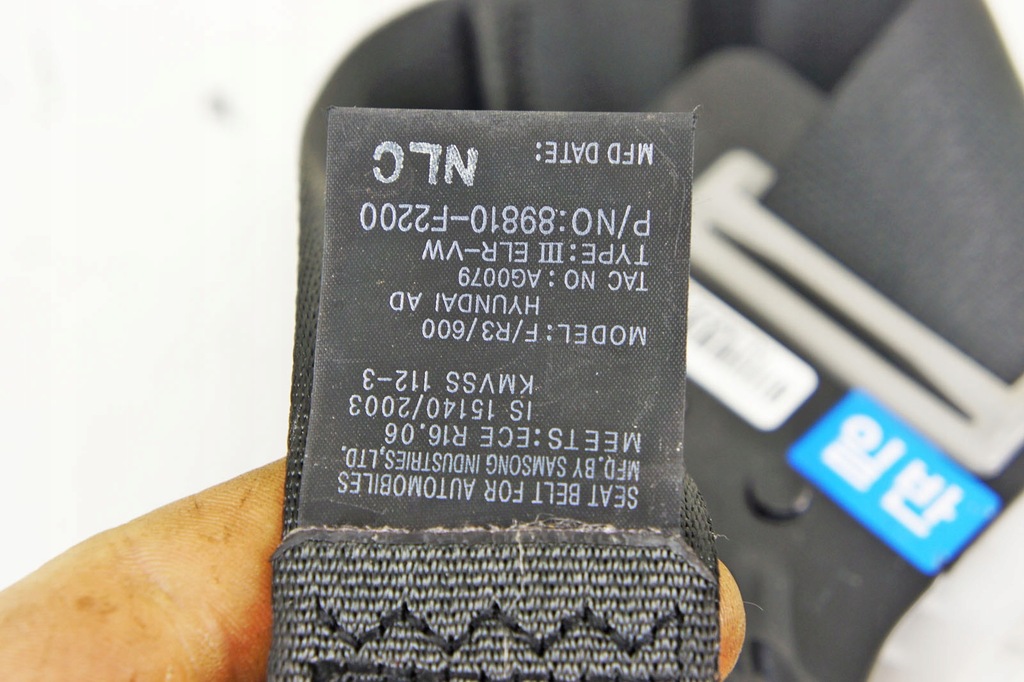 SEAT BELT FOR AUTOMOBILES
MFD.BY SAMSONG INDUSTRIES,LTD.
MEETS:ECE R16.06
IS 15140/2003
KMVSS 112-3
MODEL:F/R3/600
HYUNDAI AD
TAC NO:AG0079
TYPE:III ELR-VW
P/NO:89810-F2200
MFD DATE: NLC